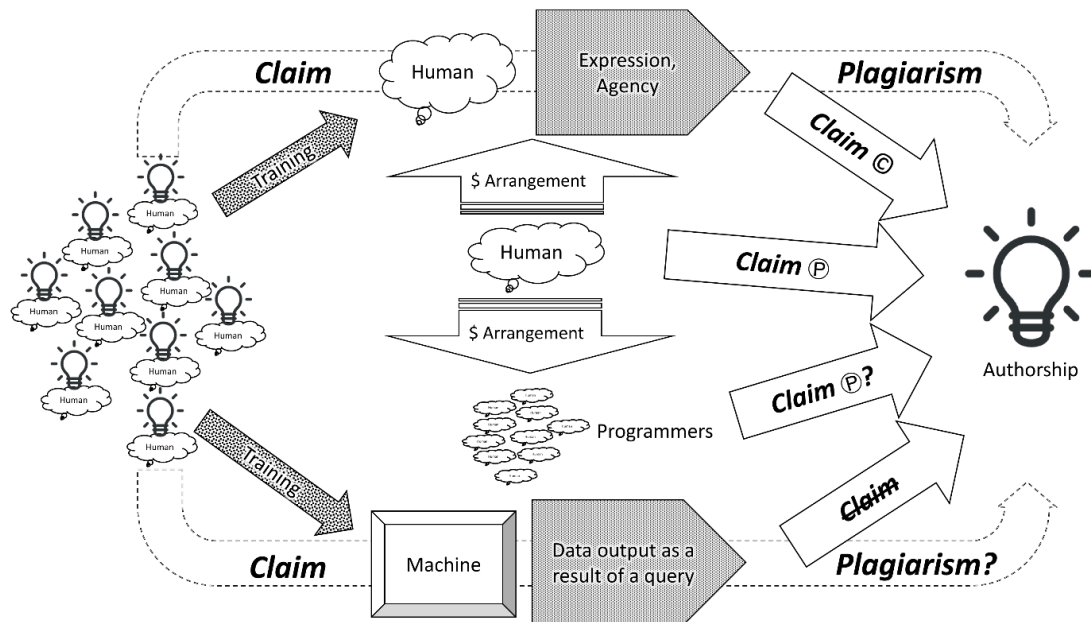 Claim
Human
Expression,
Agency
Plagiarism
Training
Claim ©
$ Arrangement
Human
Human
Human
Human
Human
Human
Human
Human
Human
Human
Claim Ⓟ
$ Arrangement
Authorship
Claim Ⓟ?
Programmers
Training
Claim
Machine
Data output as a
result of a query
Claim
Plagiarism?